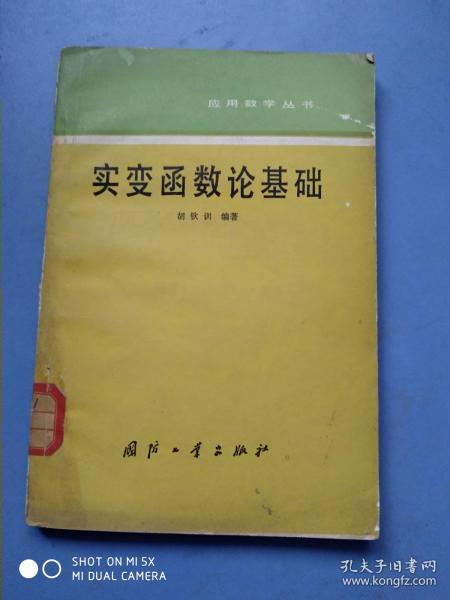 应用数学丛书
实变函数论基础
胡钦训 编著
国防工业出版社
SHOT ON MI 5X
MI DUAL CAMERA
孔夫子旧书网
www.kongfz.com